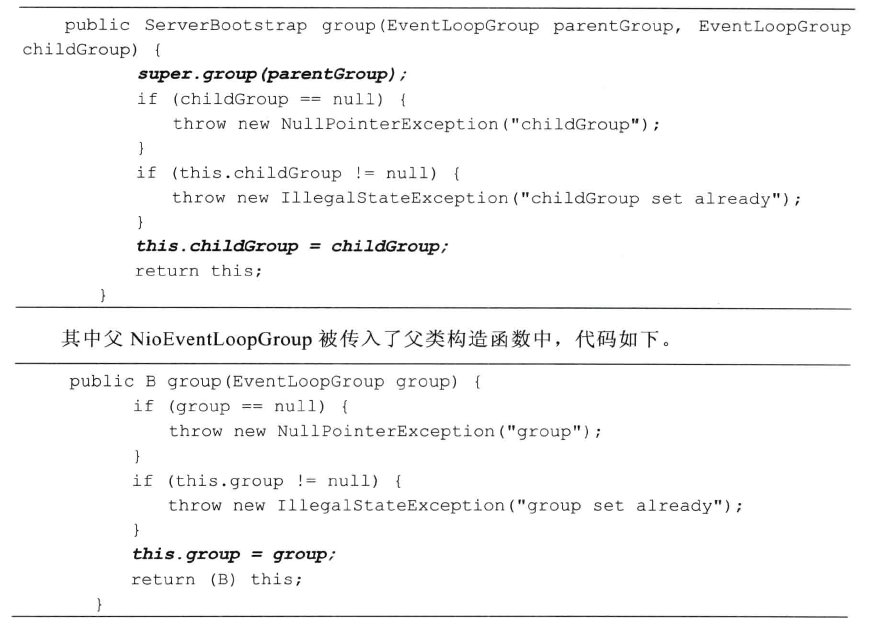 public ServerBootstrap group(EventLoopGroup parentGroup, EventLoopGroup
childGroup) {
super.group(parentGroup);
if (childGroup == null) {
throw new NullPointerException("childGroup");
}
if (this.childGroup != null) {
throw new IllegalStateException("childGroup set already");
}
this.childGroup = childGroup;
return this;
}
其中父 NioEventLoopGroup 被传入了父类构造函数中，代码如下。
public B group(EventLoopGroup group) {
if (group == null) {
throw new NullPointerException("group");
}
if (this.group != null) {
throw new IllegalStateException("group set already");
}
this.group = group;
return (B) this;
}